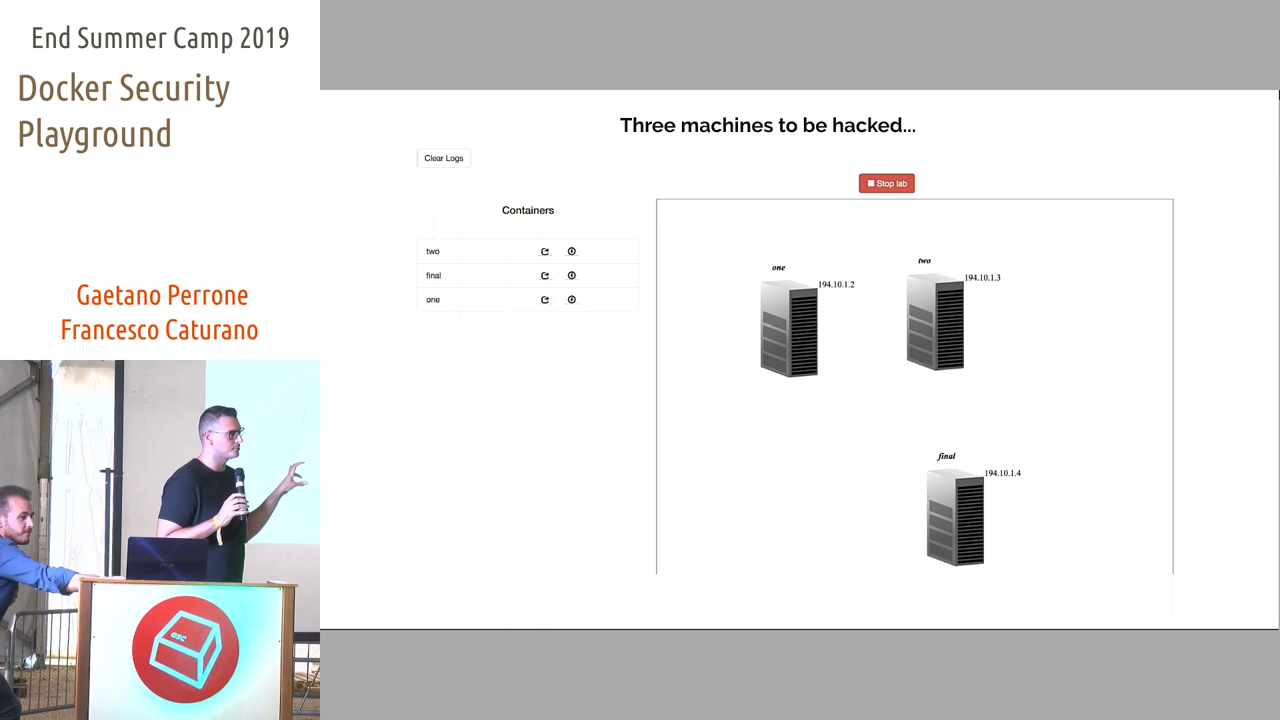 End Summer Camp 2019
Docker Security
Playground
Gaetano Perrone
Francesco Caturano
esc
Three machines to be hacked...
Clear Logs
Stop lab
Containers
two
final
one
one
194.10.1.2
two
194.10.1.3
final
194.10.1.4